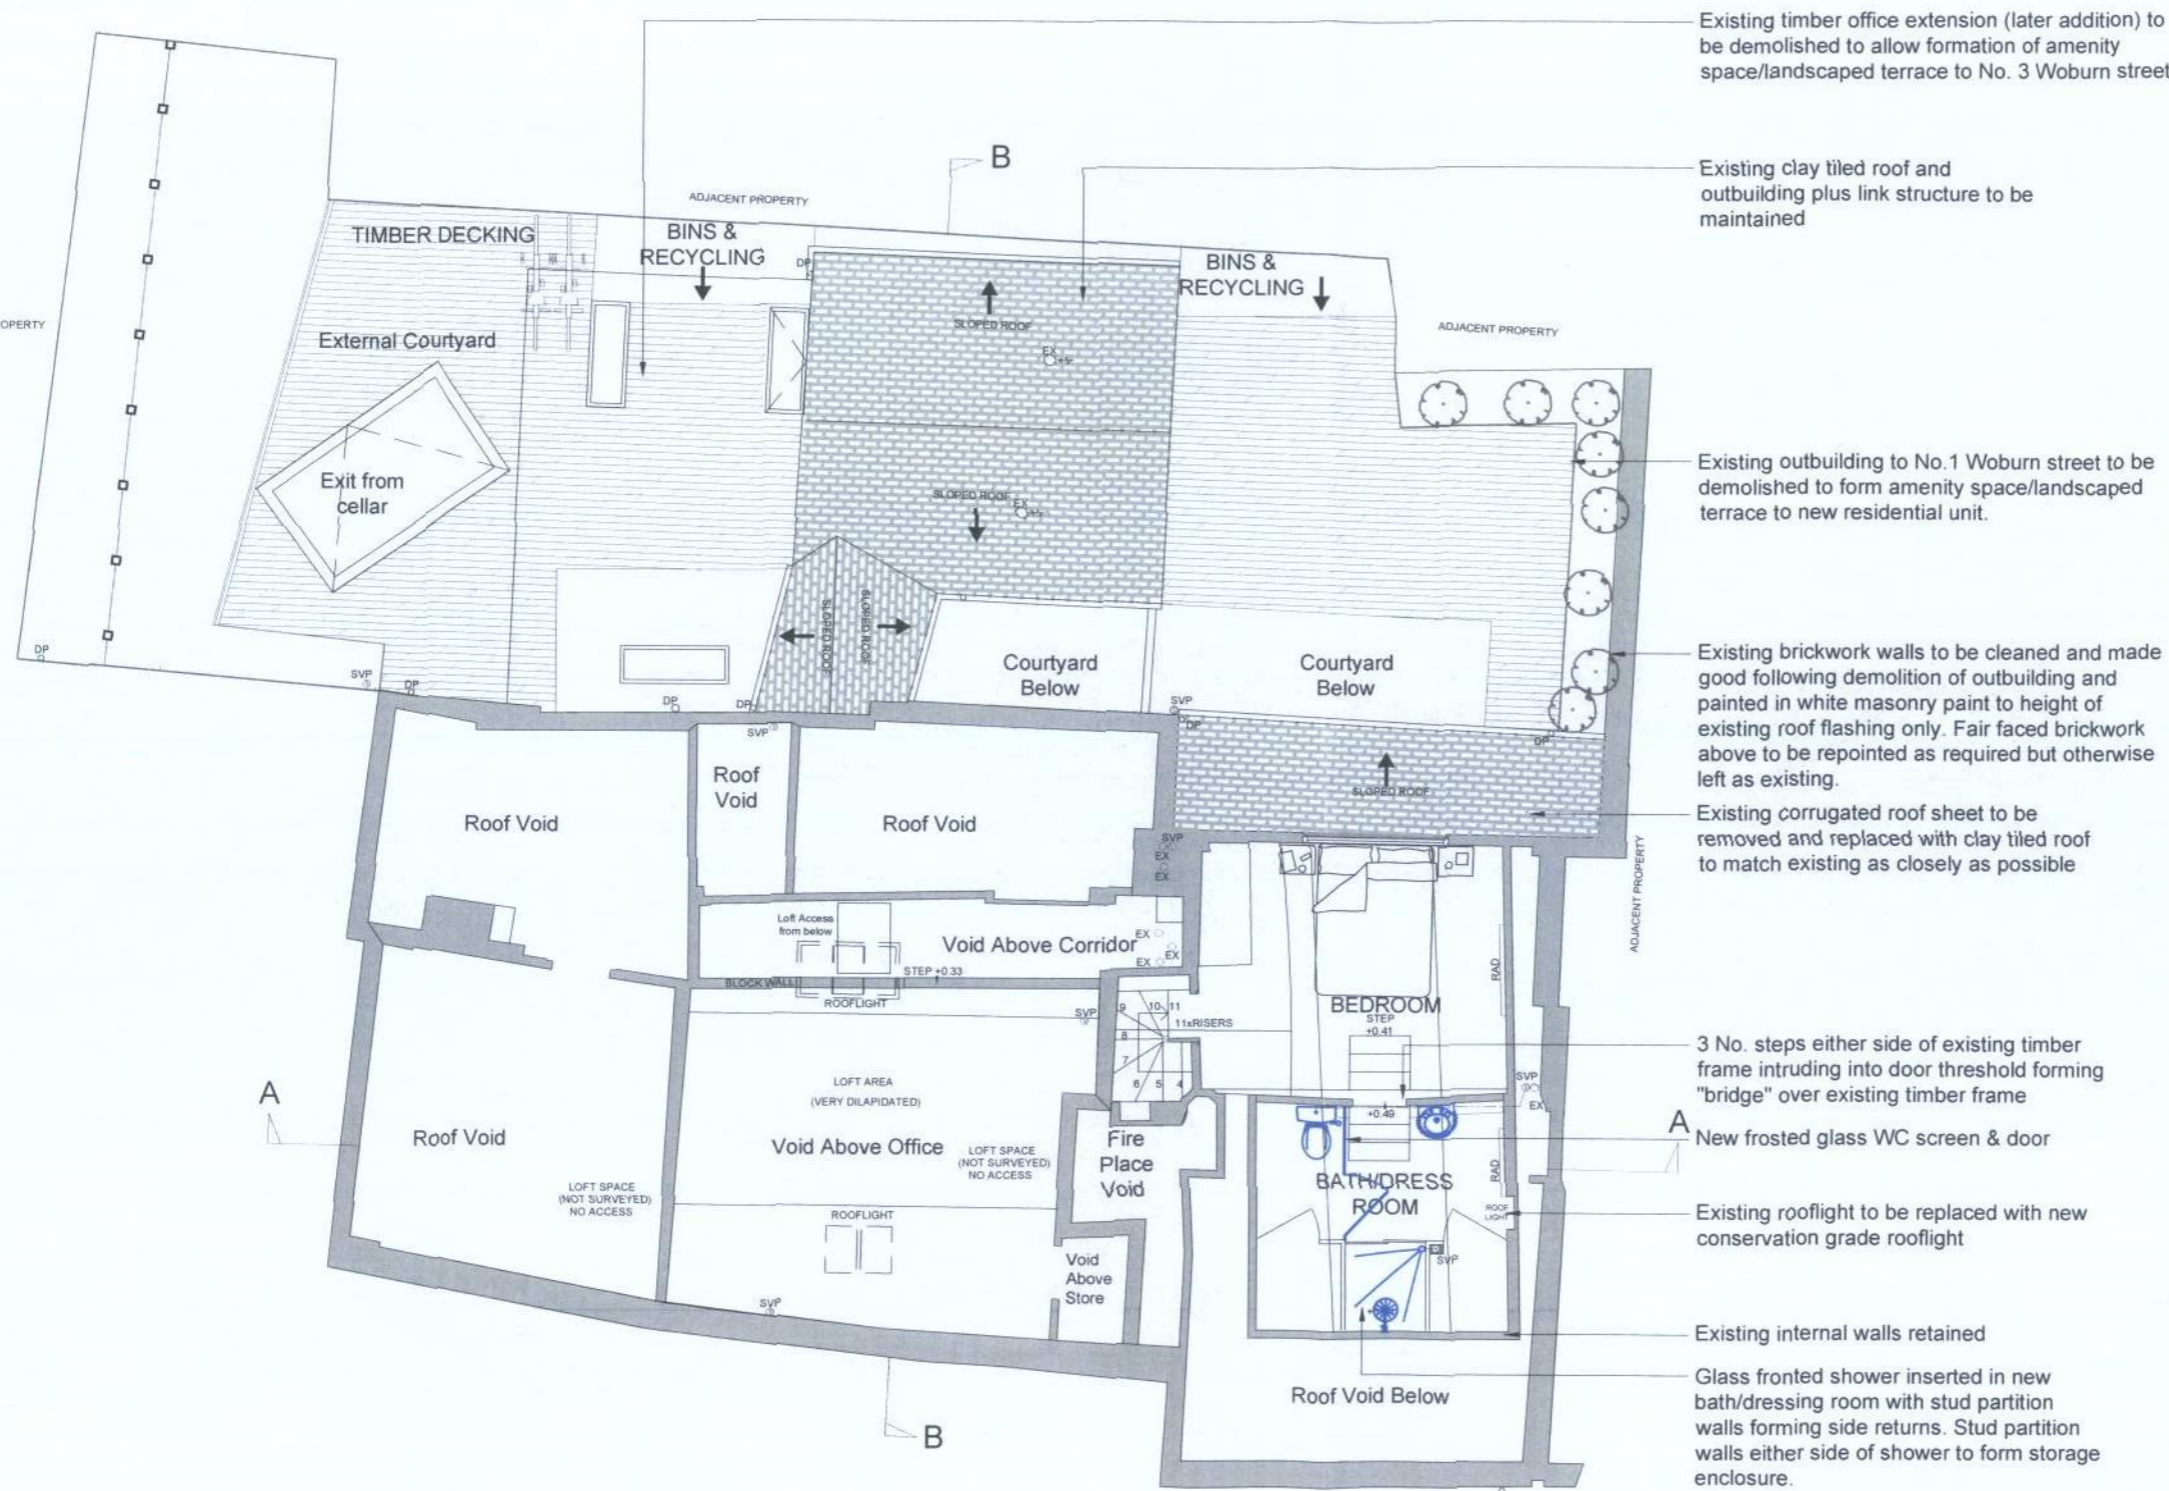 Existing timber office extension (later addition) to
be demolished to allow formation of amenity
space/landscaped terrace to No. 3 Woburn street
B
Existing clay tiled roof and
outbuilding plus link structure to be
maintained
ADJACENT PROPERTY
TIMBER DECKING
BINS &
RECYCLING
DP
BINS &
RECYCLING
SLOPED ROOF
EX
OPERTY
External Courtyard
ADJACENT PROPERTY
Exit from
cellar
SLOPED ROOF
EX
Existing outbuilding to No.1 Woburn street to be
demolished to form amenity space/landscaped
terrace to new residential unit.
SLOPED ROOF
SLOPED ROOF
DP
SVP
DP
DP
DP
SVP
Courtyard
Below
SVP
DP
Courtyard
Below
DP
Existing brickwork walls to be cleaned and made
good following demolition of outbuilding and
painted in white masonry paint to height of
existing roof flashing only. Fair faced brickwork
above to be repointed as required but otherwise
left as existing.
Roof Void
Roof
Void
Roof Void
SLOPED ROOF
Existing corrugated roof sheet to be
removed and replaced with clay tiled roof
to match existing as closely as possible
SVP
EX
EX
ADJACENT PROPERTY
Loft Access
from below
Void Above Corridor
EX
EX
EX
STEP +0.33
BLOCK WALL
ROOFLIGHT
SVP
RAD
BEDROOM
STEP
+0.41
9
10
11
11xRISERS
8
7
6
5
4
3 No. steps either side of existing timber
frame intruding into door threshold forming
"bridge" over existing timber frame
LOFT AREA
(VERY DILAPIDATED)
SVP
EX
+0.49
A
Roof Void
Void Above Office
LOFT SPACE
(NOT SURVEYED)
NO ACCESS
Fire
Place
Void
A
New frosted glass WC screen & door
RAD
BATH/DRESS
ROOM
LOFT SPACE
(NOT SURVEYED)
NO ACCESS
ROOFLIGHT
ROOF
LIGHT
Existing rooflight to be replaced with new
conservation grade rooflight
SVP
Void
Above
Store
SVP
Existing internal walls retained
Roof Void Below
Glass fronted shower inserted in new
bath/dressing room with stud partition
walls forming side returns. Stud partition
walls either side of shower to form storage
enclosure.
B